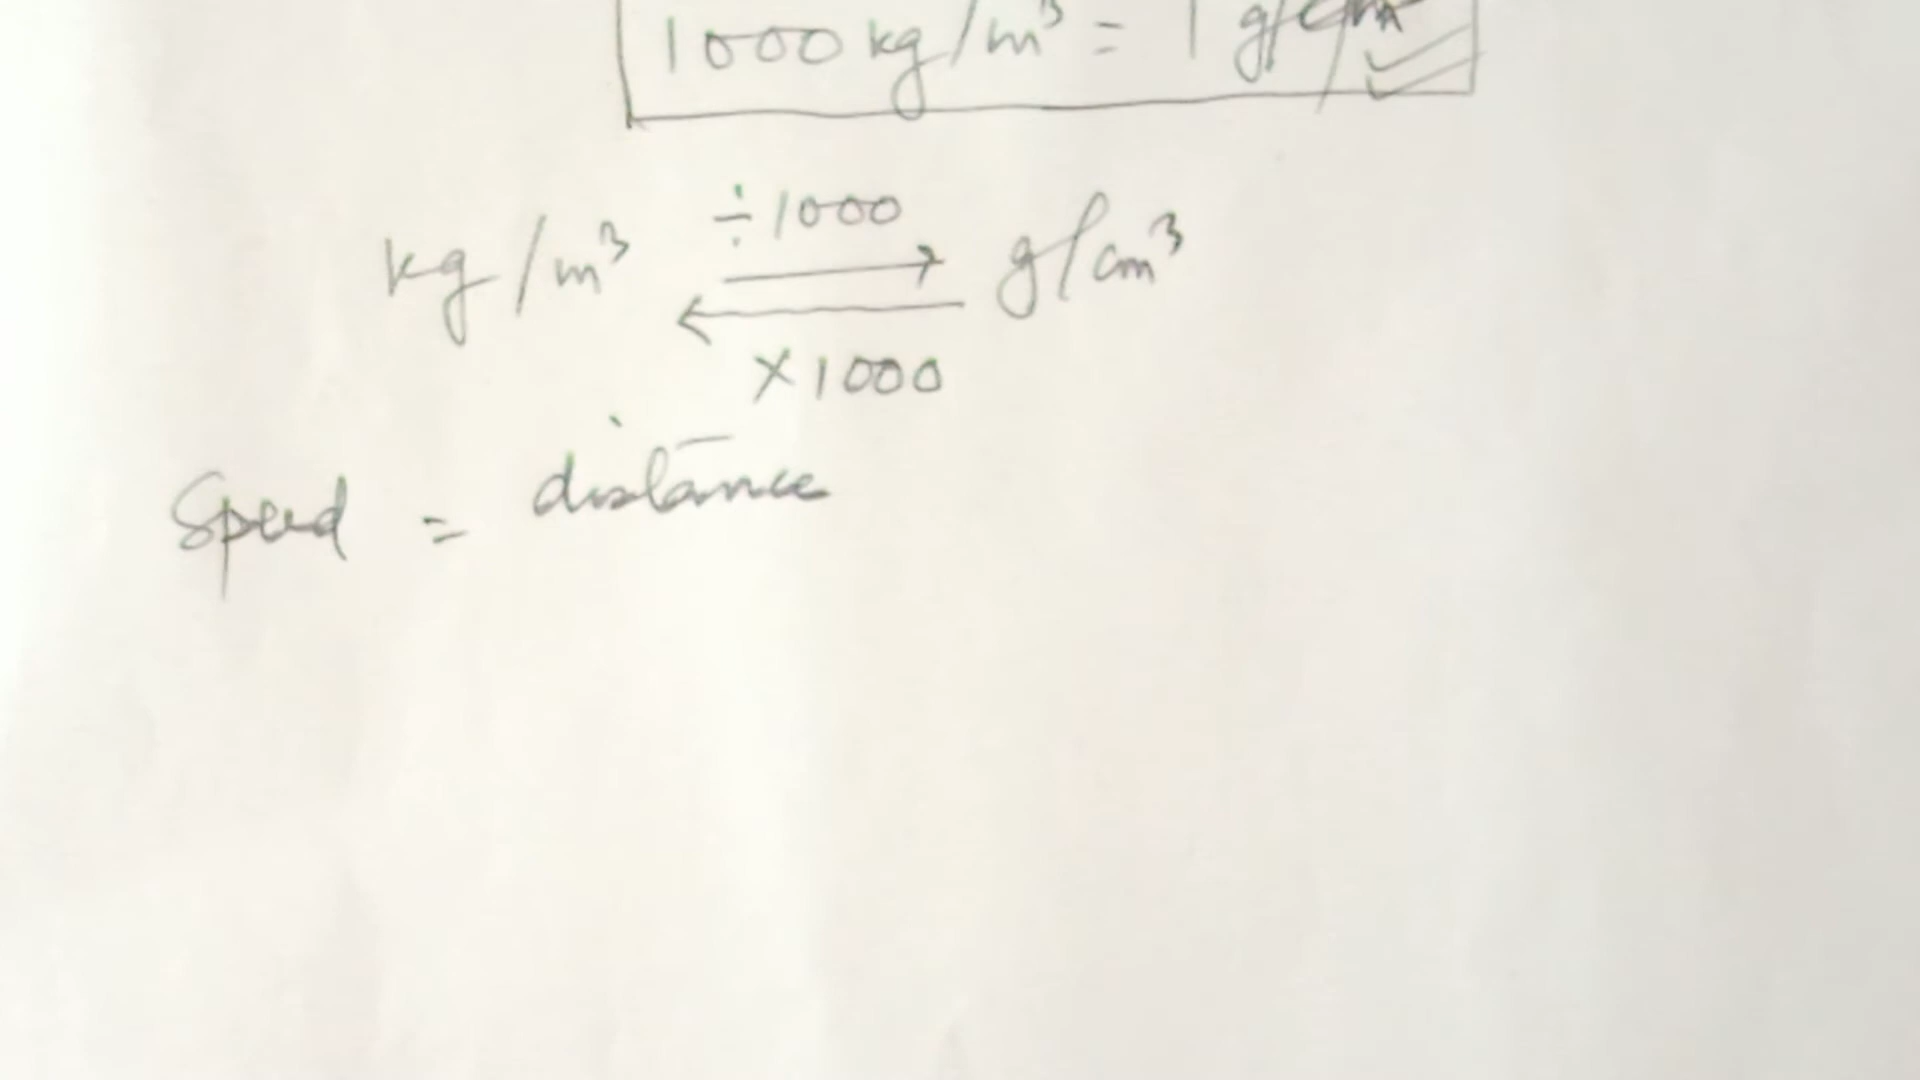 1000 kg/m³ = 1 g/cm³
÷1000
kg/m³ ⇄ g/cm³
×1000
Speed = distance